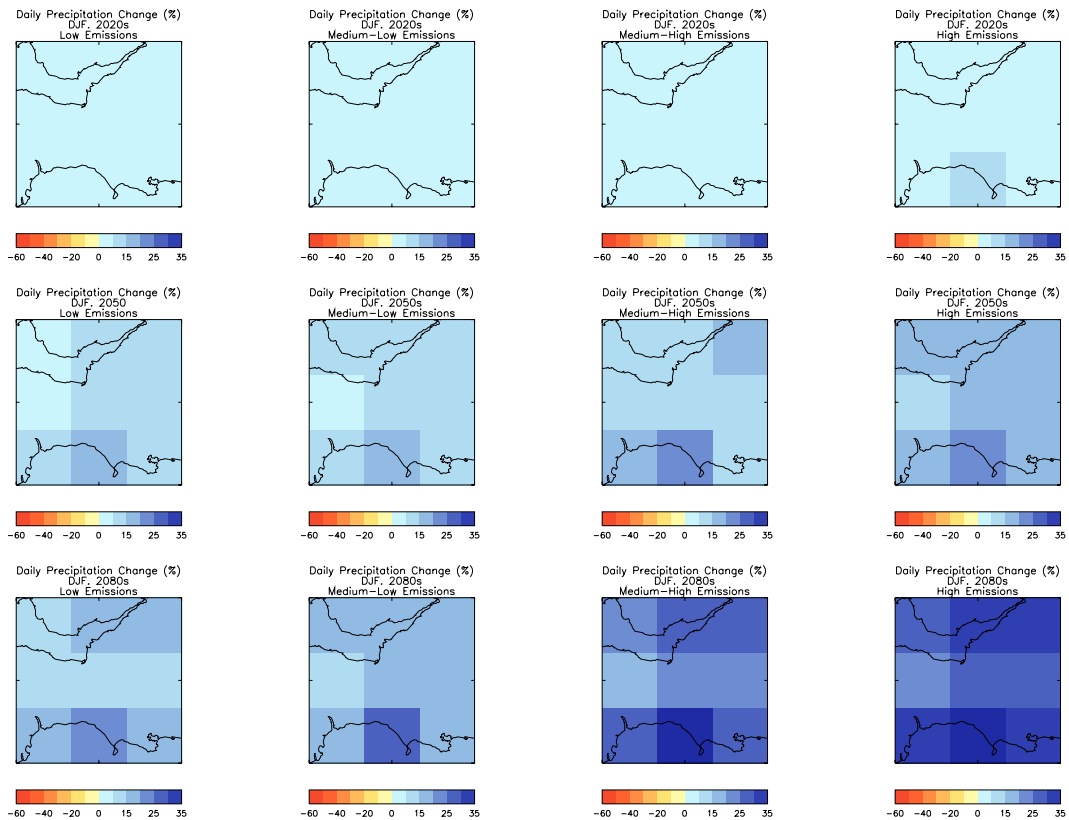 Daily Precipitation Change (%)
DJF. 2020s
Low Emissions
-60 -40 -20 0 15 25 35
Daily Precipitation Change (%)
DJF. 2020s
Medium-Low Emissions
-60 -40 -20 0 15 25 35
Daily Precipitation Change (%)
DJF. 2020s
Medium-High Emissions
-60 -40 -20 0 15 25 35
Daily Precipitation Change (%)
DJF. 2020s
High Emissions
-60 -40 -20 0 15 25 35
Daily Precipitation Change (%)
DJF. 2050
Low Emissions
-60 -40 -20 0 15 25 35
Daily Precipitation Change (%)
DJF. 2050s
Medium-Low Emissions
-60 -40 -20 0 15 25 35
Daily Precipitation Change (%)
DJF. 2050s
Medium-High Emissions
-60 -40 -20 0 15 25 35
Daily Precipitation Change (%)
DJF. 2050s
High Emissions
-60 -40 -20 0 15 25 35
Daily Precipitation Change (%)
DJF. 2080s
Low Emissions
-60 -40 -20 0 15 25 35
Daily Precipitation Change (%)
DJF. 2080s
Medium-Low Emissions
-60 -40 -20 0 15 25 35
Daily Precipitation Change (%)
DJF. 2080s
Medium-High Emissions
-60 -40 -20 0 15 25 35
Daily Precipitation Change (%)
DJF. 2080s
High Emissions
-60 -40 -20 0 15 25 35